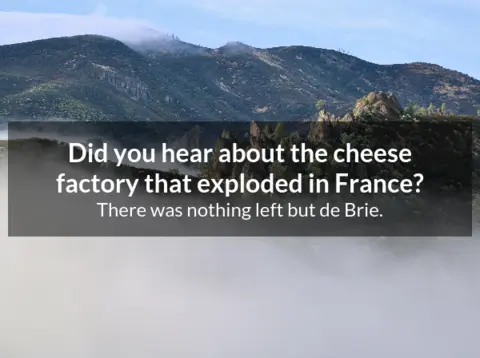 Did you hear about the cheese
factory that exploded in France?
There was nothing left but de Brie.